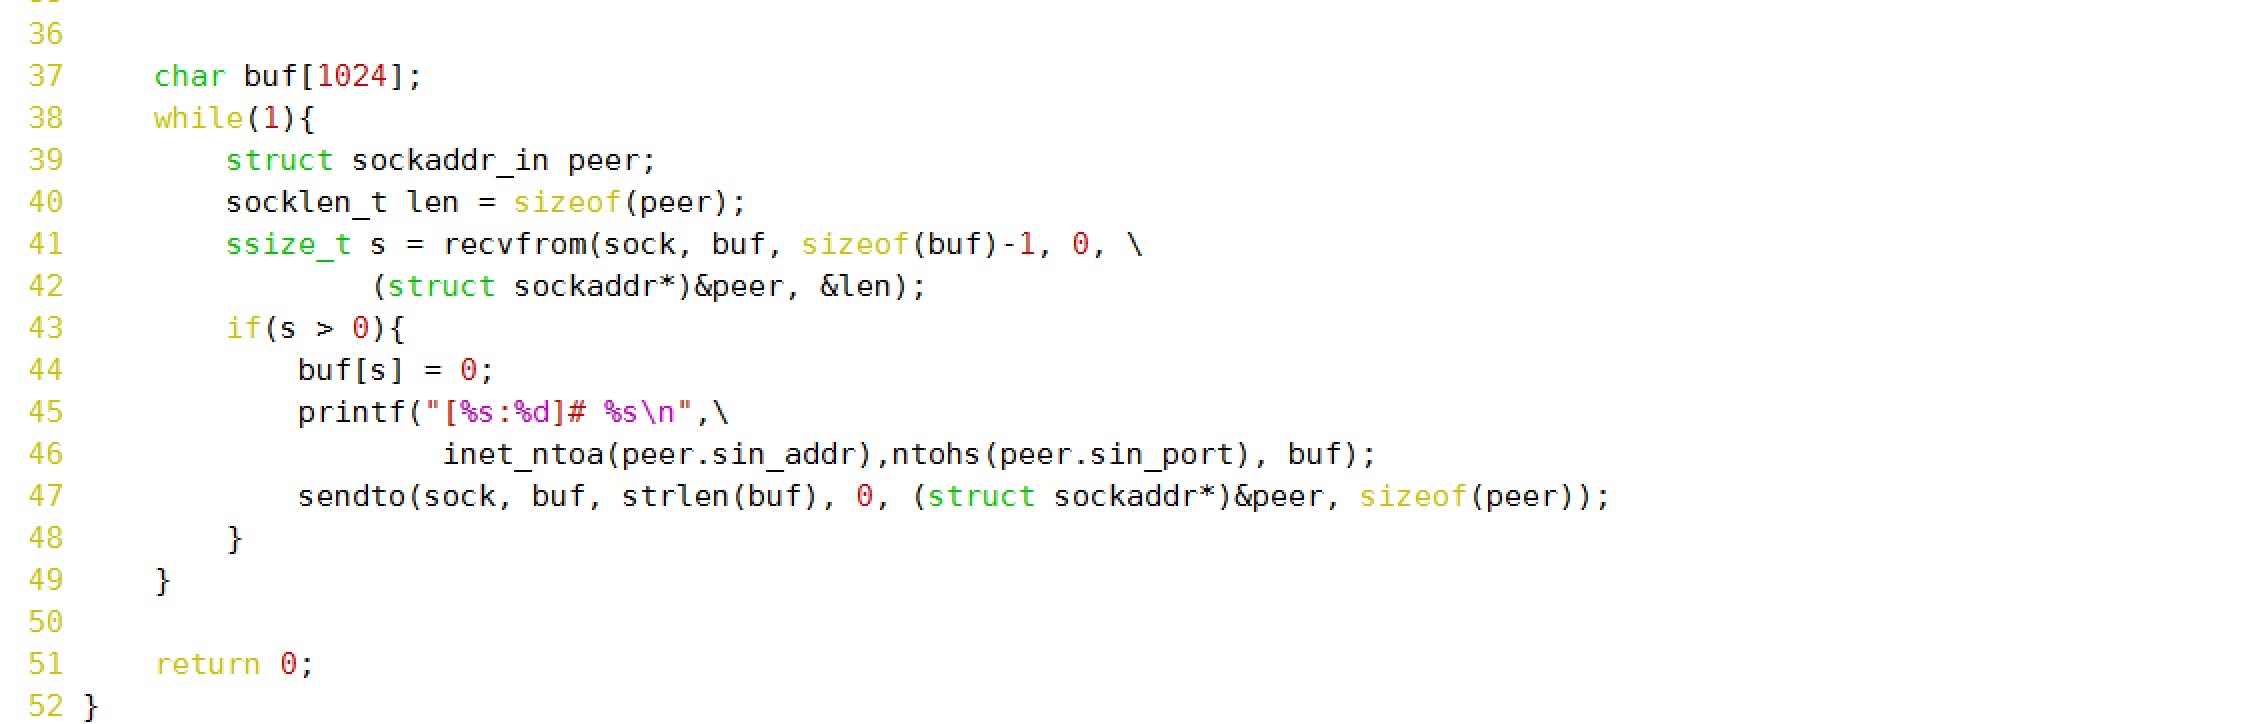 36
37     char buf[1024];
38     while(1){
39         struct sockaddr_in peer;
40         socklen_t len = sizeof(peer);
41         ssize_t s = recvfrom(sock, buf, sizeof(buf)-1, 0, \
42                 (struct sockaddr*)&peer, &len);
43         if(s > 0){
44             buf[s] = 0;
45             printf("[%s:%d]# %s\n",\
46                     inet_ntoa(peer.sin_addr),ntohs(peer.sin_port), buf);
47             sendto(sock, buf, strlen(buf), 0, (struct sockaddr*)&peer, sizeof(peer));
48         }
49     }
50
51     return 0;
52 }